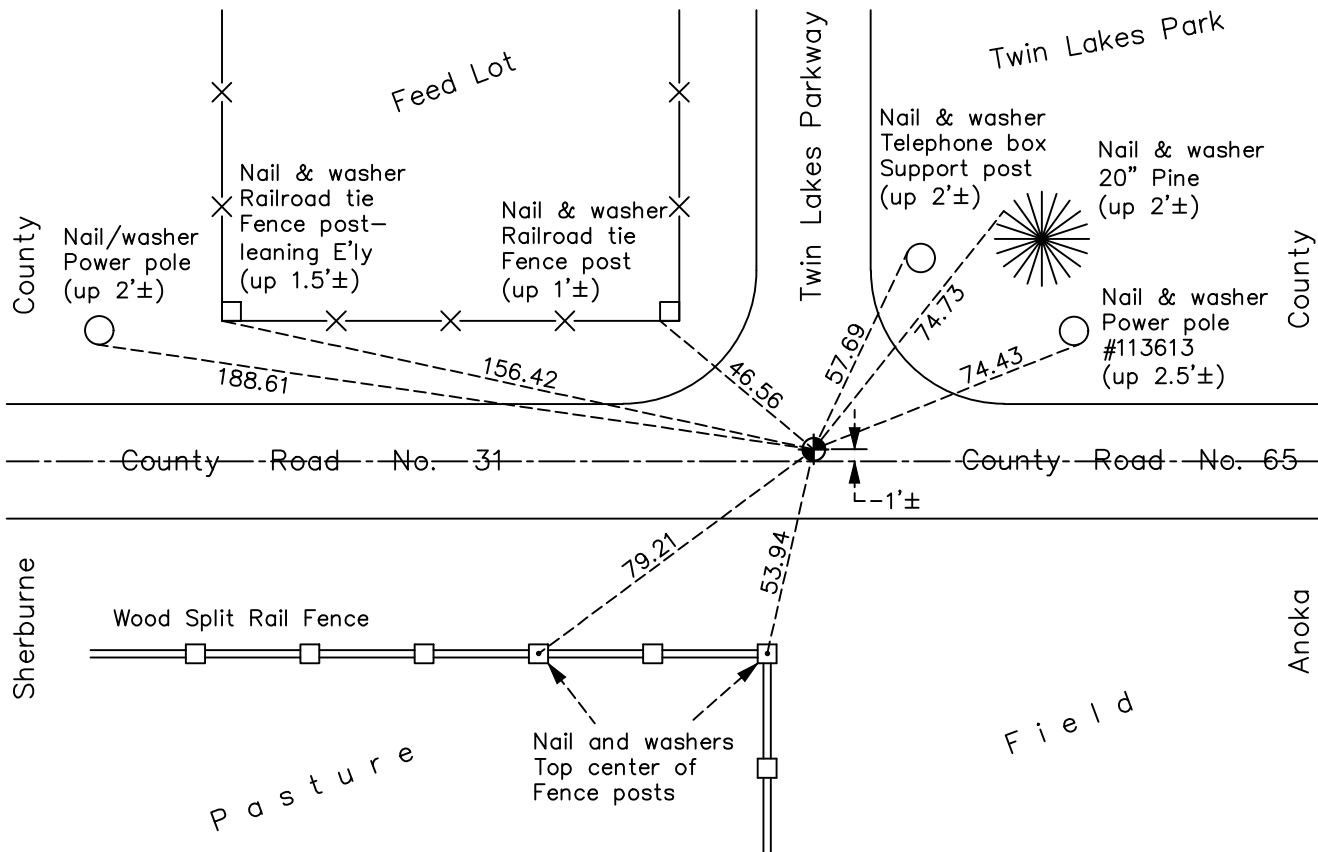 Twin Lakes Park
Feed Lot
Twin Lakes Parkway
Nail & washer
Telephone box
Support post
(up 2'±)
Nail & washer
20" Pine
(up 2'±)
Nail & washer
Railroad tie
Fence post–
leaning E'ly
(up 1.5'±)
Nail & washer
Railroad tie
Fence post
(up 1'±)
County
Nail/washer
Power pole
(up 2'±)
County
Nail & washer
Power pole
#113613
(up 2.5'±)
188.61
156.42
46.56
57.69
74.73
74.43
County Road No. 31
County Road No. 65
1'±
79.21
53.94
Sherburne
Wood Split Rail Fence
Anoka
Nail and washers
Top center of
Fence posts
Pasture
Field